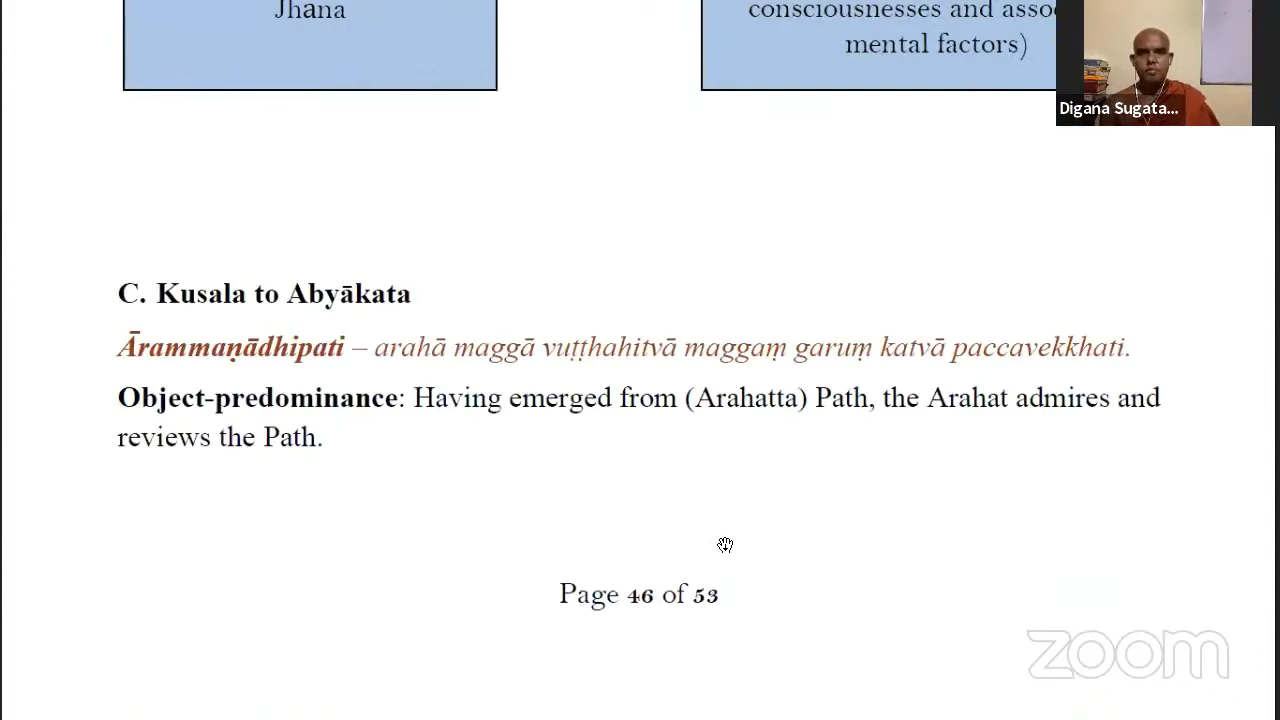 Jhāna
consciousnesses and
mental factors)
Digana Sugata...
C. Kusala to Abyākata
Ārammaṇādhipati – arahā maggā vuṭṭhahitvā maggaṃ garuṃ katvā paccavekkhati.
Object-predominance: Having emerged from (Arahatta) Path, the Arahat admires and
reviews the Path.
Page 46 of 53
zoom